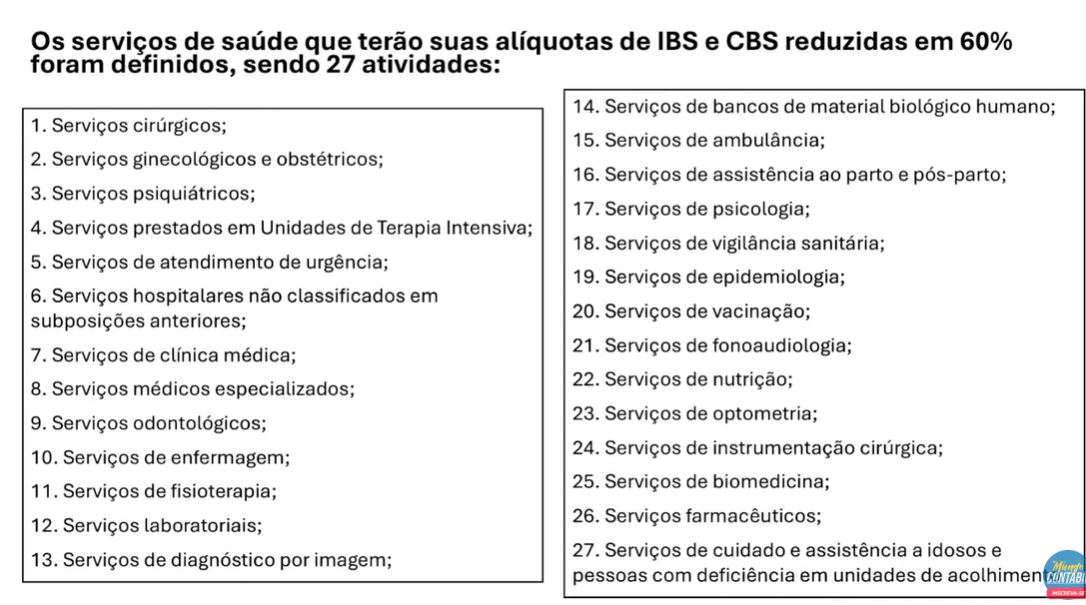 Os serviços de saúde que terão suas alíquotas de IBS e CBS reduzidas em 60%
foram definidos, sendo 27 atividades:
1. Serviços cirúrgicos;
2. Serviços ginecológicos e obstétricos;
3. Serviços psiquiátricos;
4. Serviços prestados em Unidades de Terapia Intensiva;
5. Serviços de atendimento de urgência;
6. Serviços hospitalares não classificados em
subposições anteriores;
7. Serviços de clínica médica;
8. Serviços médicos especializados;
9. Serviços odontológicos;
10. Serviços de enfermagem;
11. Serviços de fisioterapia;
12. Serviços laboratoriais;
13. Serviços de diagnóstico por imagem;
14. Serviços de bancos de material biológico humano;
15. Serviços de ambulância;
16. Serviços de assistência ao parto e pós-parto;
17. Serviços de psicologia;
18. Serviços de vigilância sanitária;
19. Serviços de epidemiologia;
20. Serviços de vacinação;
21. Serviços de fonoaudiologia;
22. Serviços de nutrição;
23. Serviços de optometria;
24. Serviços de instrumentação cirúrgica;
25. Serviços de biomedicina;
26. Serviços farmacêuticos;
27. Serviços de cuidado e assistência a idosos e
pessoas com deficiência em unidades de acolhimen
Mundo
CONTÁBIL
INSCREVA-SE